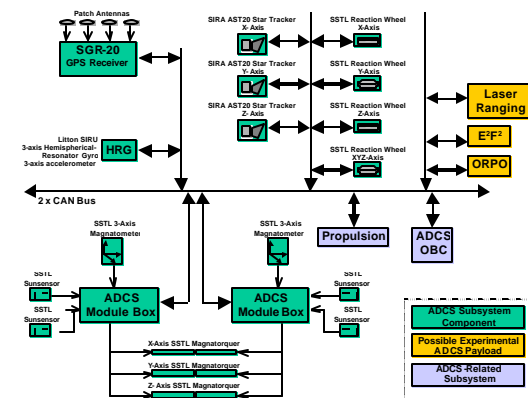 Patch Antennas
SGR-20
GPS Receiver
Litton SIRU
3-axis Hemispherical-
Resonator Gyro
3-axis accelerometer
HRG
SIRA AST20 Star Tracker
X- Axis
SIRA AST20 Star Tracker
Y- Axis
SIRA AST20 Star Tracker
Z- Axis
SSTL Reaction Wheel
X-Axis
SSTL Reaction Wheel
Y-Axis
SSTL Reaction Wheel
Z-Axis
SSTL Reaction Wheel
XYZ-Axis
Laser
Ranging
E²F²
ORPO
2 x CAN Bus
Propulsion
ADCS
OBC
SSTL 3-Axis
Magnatometer
SSTL 3-Axis
Magnatometer
SSTL
Sunsensor
SSTL
Sunsensor
ADCS
Module Box
ADCS
Module Box
SSTL
Sunsensor
SSTL
Sunsensor
X-Axis SSTL Magnatorquer
Y-Axis SSTL Magnatorquer
Z- Axis SSTL Magnatorquer
ADCS Subsystem
Component
Possible Experimental
ADCS Payload
ADCS -Related
Subsystem